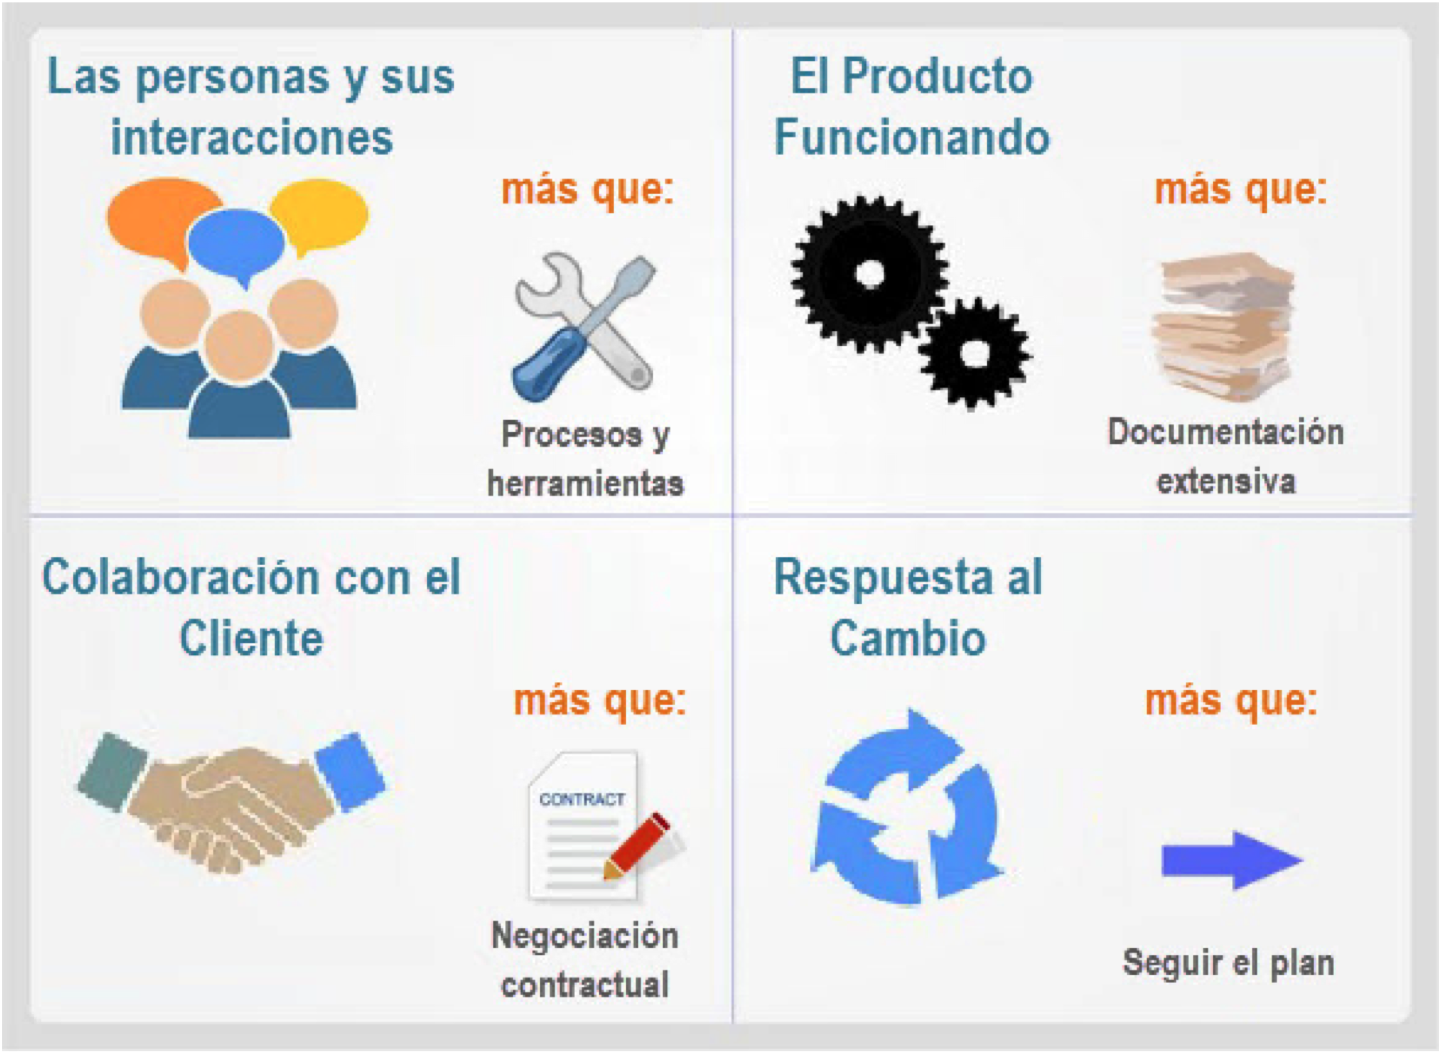 Las personas y sus
interacciones
más que:
Procesos y
herramientas
El Producto
Funcionando
más que:
Documentación
extensiva
Colaboración con el
Cliente
más que:
CONTRACT
Negociación
contractual
Respuesta al
Cambio
más que:
Seguir el plan